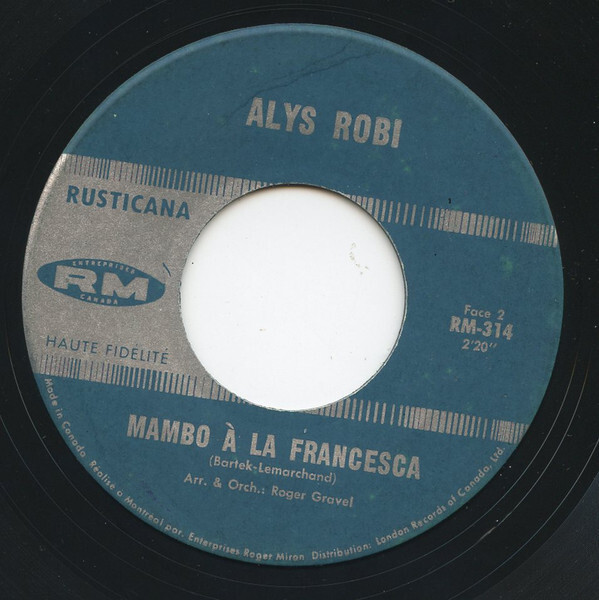 ALYS ROBI
RUSTICANA
ENTREPRISES
RM
CANADA
HAUTE FIDÉLITÉ
Face 2
RM-314
2'20"
MAMBO À LA FRANCESCA
(Bartek-Lemarchand)
Arr. & Orch.: Roger Gravel
Made in Canada. Réalisé à Montréal par. Enterprises Roger Miron Distribution: London Records of Canada, Ltd.